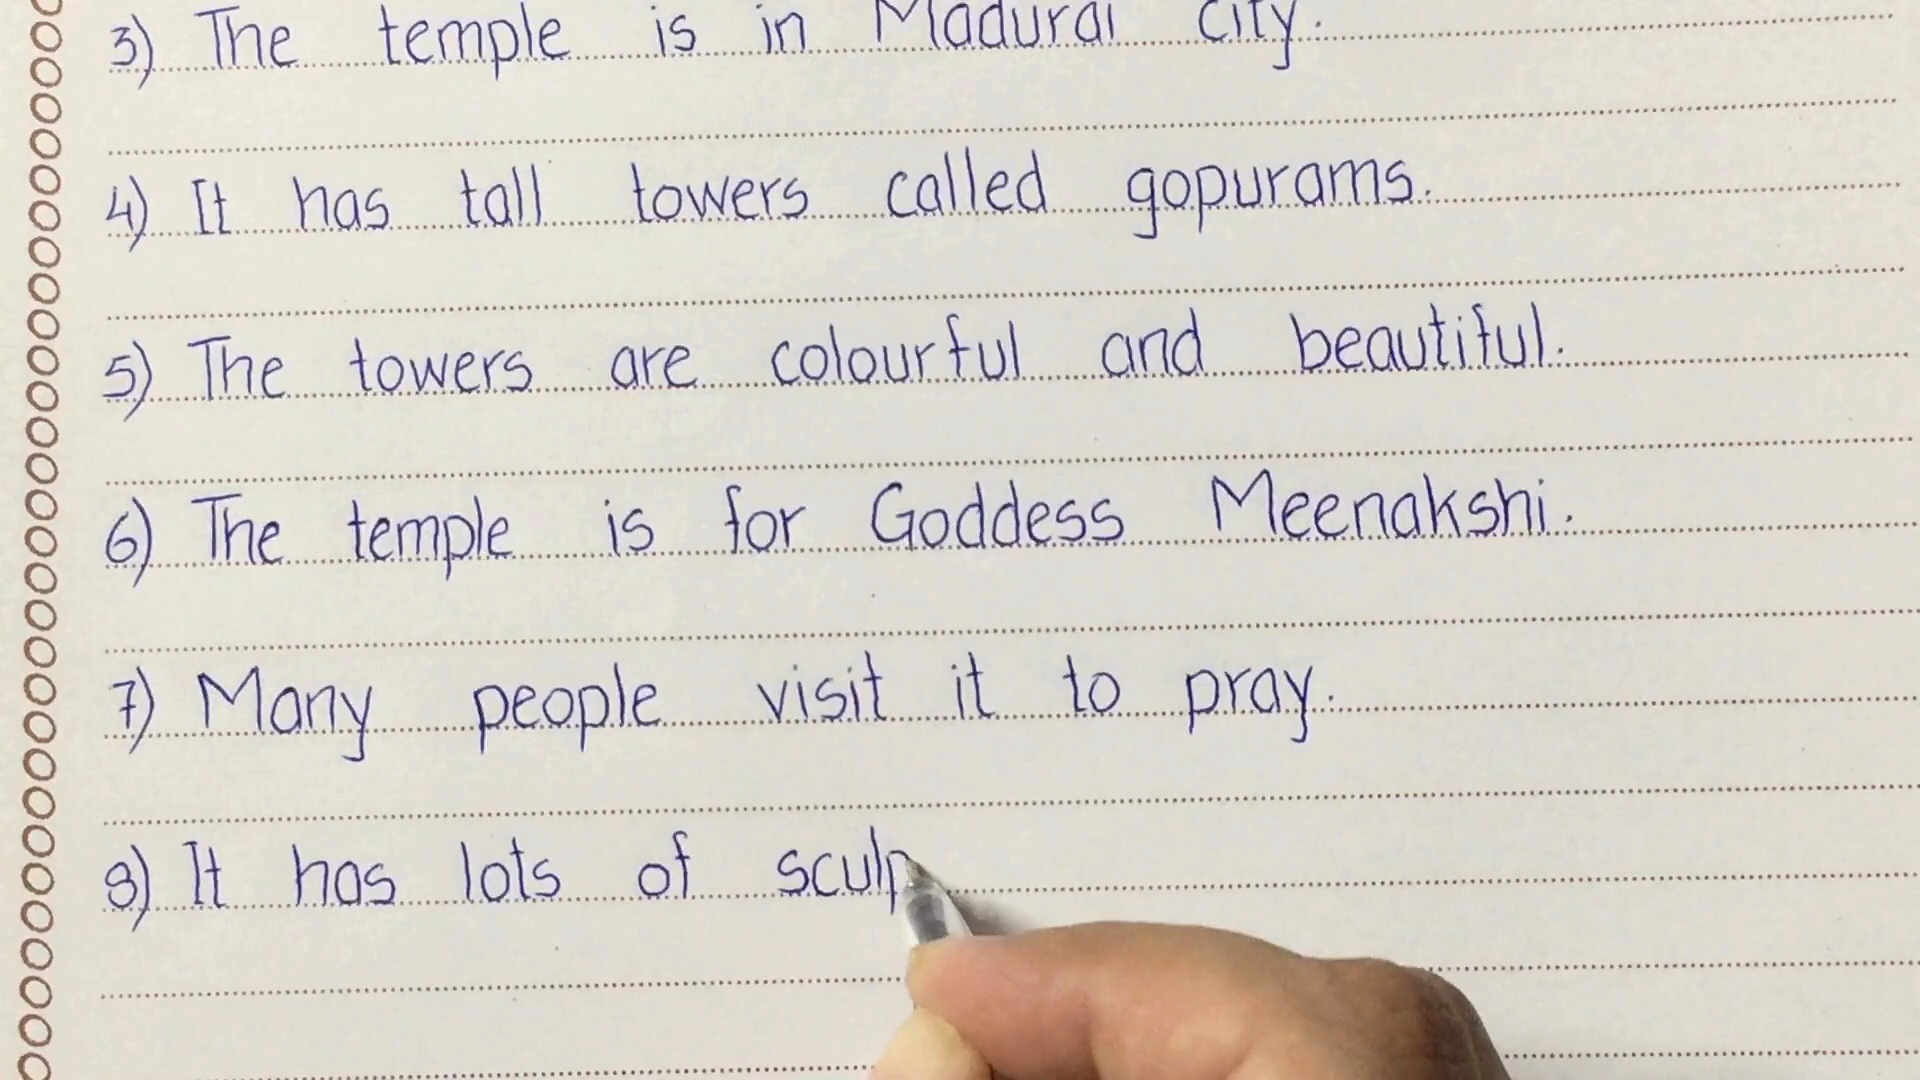 3) The temple is in Madurai city.
4) It has tall towers called gopurams.
5) The towers are colourful and beautiful.
6) The temple is for Goddess Meenakshi.
7) Many people visit it to pray.
8) It has lots of sculp